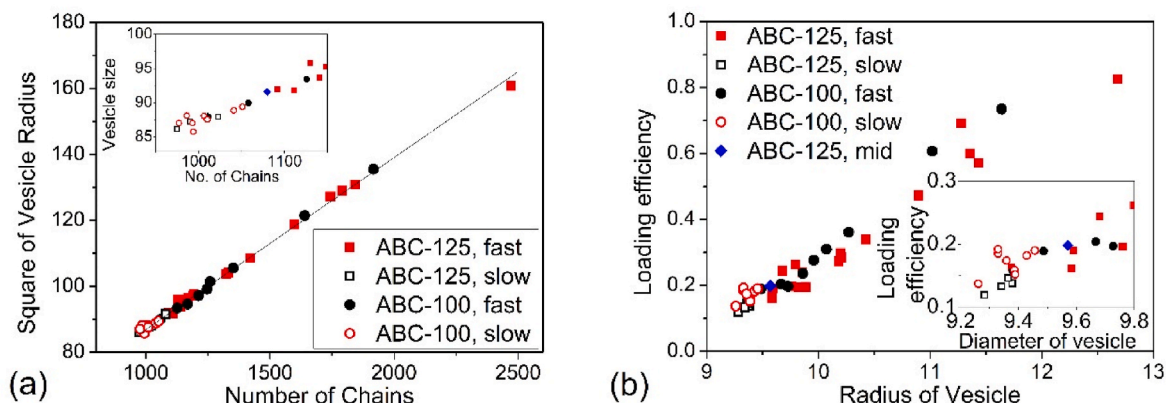 180
160
140
120
100
80
1000
1500
2000
2500
Square of Vesicle Radius
Number of Chains
95
90
85
1000
1100
Vesicle size
No. of Chains
ABC-125, fast
ABC-125, slow
ABC-100, fast
ABC-100, slow
(a)
1.0
0.8
0.6
0.4
0.2
0.0
9
10
11
12
13
Loading efficiency
Radius of Vesicle
ABC-125, fast
ABC-125, slow
ABC-100, fast
ABC-100, slow
ABC-125, mid
0.3
0.2
0.1
9.2
9.4
9.6
9.8
Loading
efficiency
Diameter of vesicle
(b)